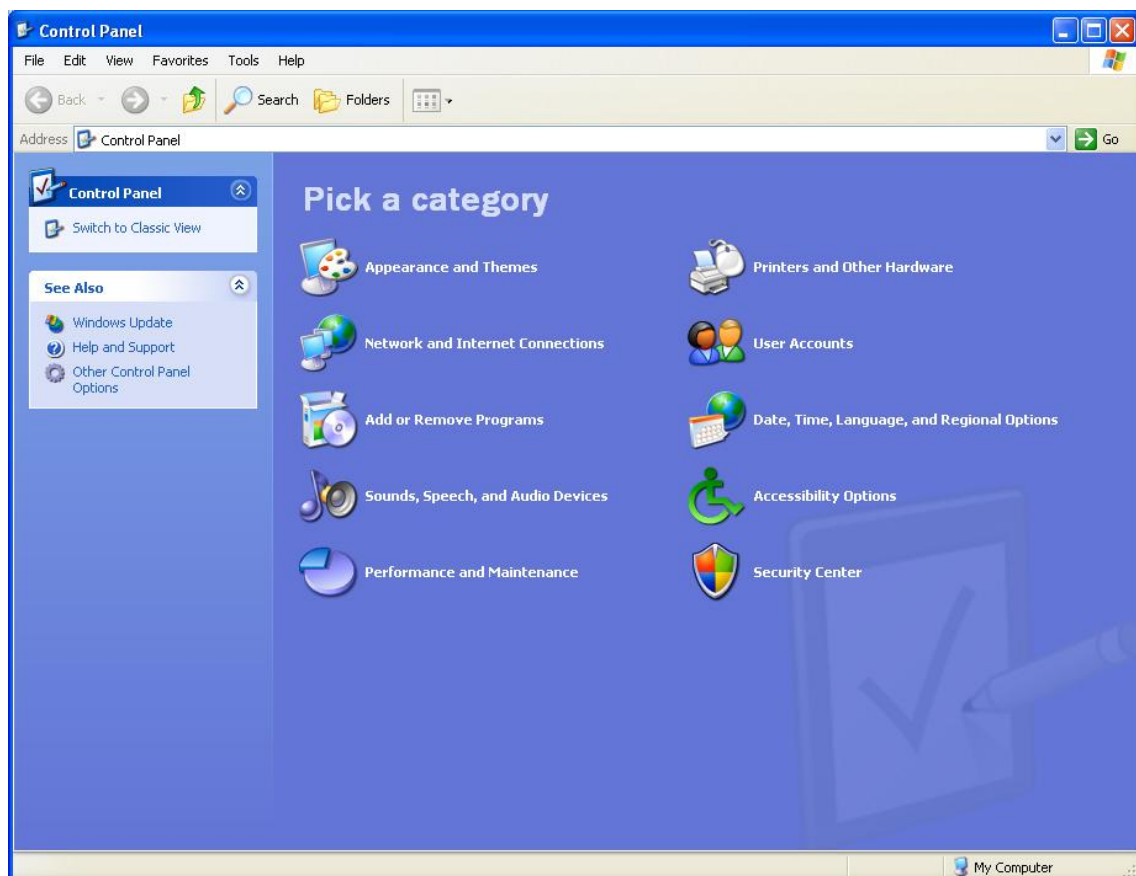 Control Panel
File Edit View Favorites Tools Help
Back Search Folders
Address Control Panel Go
Control Panel
Switch to Classic View
See Also
Windows Update
Help and Support
Other Control Panel
Options
Pick a category
Appearance and Themes
Printers and Other Hardware
Network and Internet Connections
User Accounts
Add or Remove Programs
Date, Time, Language, and Regional Options
Sounds, Speech, and Audio Devices
Accessibility Options
Performance and Maintenance
Security Center
My Computer